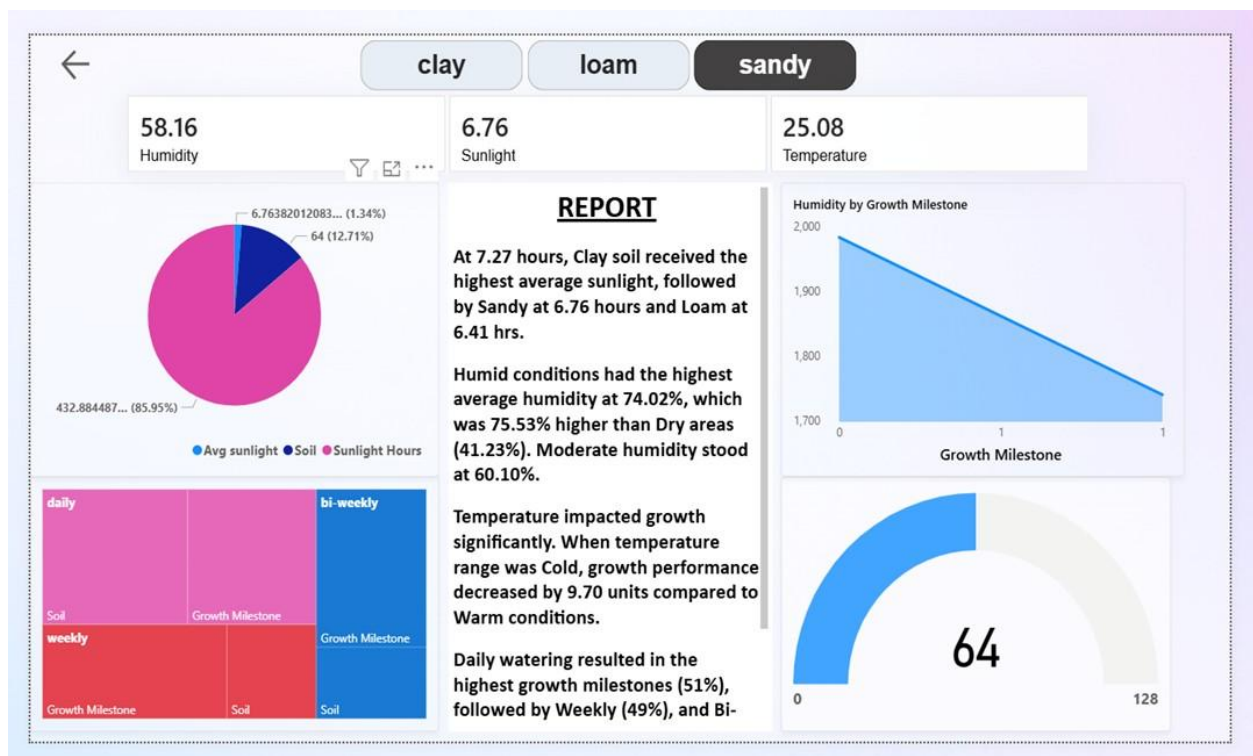 clay
loam
sandy
58.16
Humidity
6.76
Sunlight
25.08
Temperature
6.76382012083... (1.34%)
64 (12.71%)
432.884487... (85.95%)
Avg sunlight Soil Sunlight Hours
REPORT
At 7.27 hours, Clay soil received the
highest average sunlight, followed
by Sandy at 6.76 hours and Loam at
6.41 hrs.
Humid conditions had the highest
average humidity at 74.02%, which
was 75.53% higher than Dry areas
(41.23%). Moderate humidity stood
at 60.10%.
Temperature impacted growth
significantly. When temperature
range was Cold, growth performance
decreased by 9.70 units compared to
Warm conditions.
Daily watering resulted in the
highest growth milestones (51%),
followed by Weekly (49%), and Bi-
Humidity by Growth Milestone
2,000
1,900
1,800
1,700
0 1 1
Growth Milestone
daily
Soil
Growth Milestone
bi-weekly
Growth Milestone
Soil
weekly
Growth Milestone
Soil
64
0
128